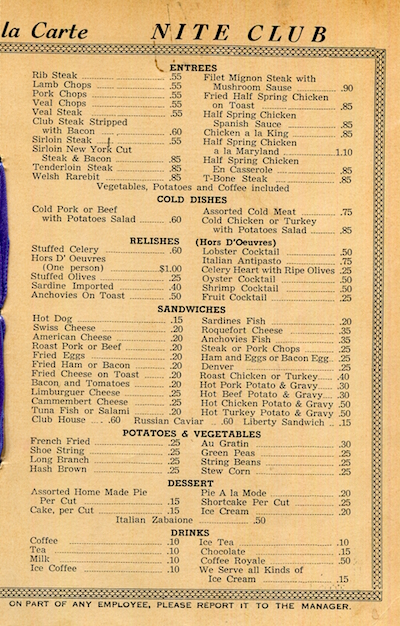 la Carte NITE CLUB
ENTREES
Rib Steak .55
Lamb Chops .55
Pork Chops .55
Veal Chops .55
Veal Steak .55
Club Steak Stripped
with Bacon .60
Sirloin Steak .55
Sirloin New York Cut
Steak & Bacon .85
Tenderloin Steak .85
Welsh Rarebit .85
Filet Mignon Steak with
Mushroom Sause .90
Fried Half Spring Chicken
on Toast .85
Half Spring Chicken
Spanish Sauce .85
Chicken a la King .85
Half Spring Chicken
a la Maryland 1.10
Half Spring Chicken
En Casserole .85
T-Bone Steak .85
Vegetables, Potatoes and Coffee included
COLD DISHES
Cold Pork or Beef
with Potatoes Salad .60
Assorted Cold Meat .75
Cold Chicken or Turkey
with Potatoes Salad .85
RELISHES (Hors D'Oeuvres)
Stuffed Celery .60
Hors D' Oeuvres
(One person) $1.00
Stuffed Olives .25
Sardine Imported .40
Anchovies On Toast .50
Lobster Cocktail .50
Italian Antipasto .75
Celery Heart with Ripe Olives .25
Oyster Cocktail .50
Shrimp Cocktail .50
Fruit Cocktail .25
SANDWICHES
Hot Dog .15
Swiss Cheese .20
American Cheese .20
Roast Pork or Beef .20
Fried Eggs .20
Fried Ham or Bacon .20
Fried Cheese on Toast .20
Bacon and Tomatoes .20
Limburguer Cheese .25
Cammembert Cheese .25
Tuna Fish or Salami .20
Sardines Fish .20
Roquefort Cheese .35
Anchovies Fish .35
Steak or Pork Chops .25
Ham and Eggs or Bacon Egg .25
Denver .25
Roast Chicken or Turkey .40
Hot Pork Potato & Gravy .30
Hot Beef Potato & Gravy .30
Hot Chicken Potato & Gravy .50
Hot Turkey Potato & Gravy .50
Club House .60 Russian Caviar .60 Liberty Sandwich .15
POTATOES & VEGETABLES
French Fried .25
Shoe String .25
Long Branch .25
Hash Brown .25
Au Gratin .30
Green Peas .25
String Beans .25
Stew Corn .25
DESSERT
Assorted Home Made Pie
Per Cut .15
Cake, per Cut .15
Pie A la Mode .20
Shortcake Per Cut .25
Ice Cream .20
Italian Zabaione .50
DRINKS
Coffee .10
Tea .10
Milk .10
Ice Coffee .10
Ice Tea .10
Chocolate .15
Coffee Royale .50
We Serve all Kinds of
Ice Cream .15
ON PART OF ANY EMPLOYEE, PLEASE REPORT IT TO THE MANAGER.